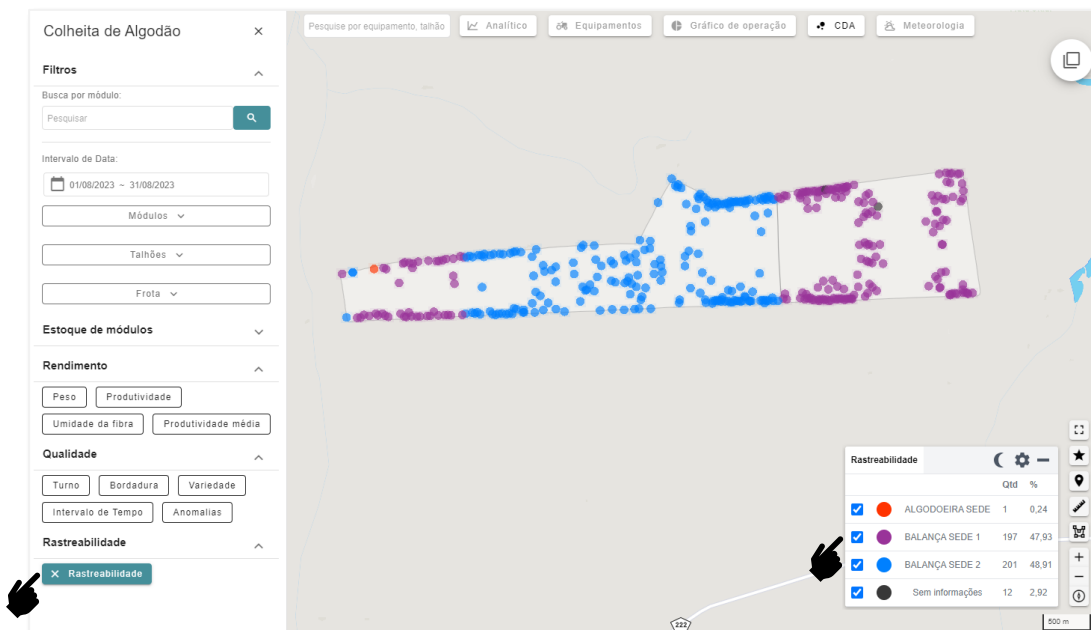 Colheita de Algodão ×
Pesquise por equipamento, talhão
Analítico
Equipamentos
Gráfico de operação
CDA
Meteorologia
Filtros
Busca por módulo:
Pesquisar
Intervalo de Data:
01/08/2023 ~ 31/08/2023
Módulos
Talhões
Frota
Estoque de módulos
Rendimento
Peso Produtividade
Umidade da fibra Produtividade média
Qualidade
Turno Bordadura Variedade
Intervalo de Tempo Anomalias
Rastreabilidade
× Rastreabilidade
Rastreabilidade
Qtd %
ALGODOEIRA SEDE 1 0,24
BALANÇA SEDE 1 197 47,93
BALANÇA SEDE 2 201 48,91
Sem informações 12 2,92
222
500 m